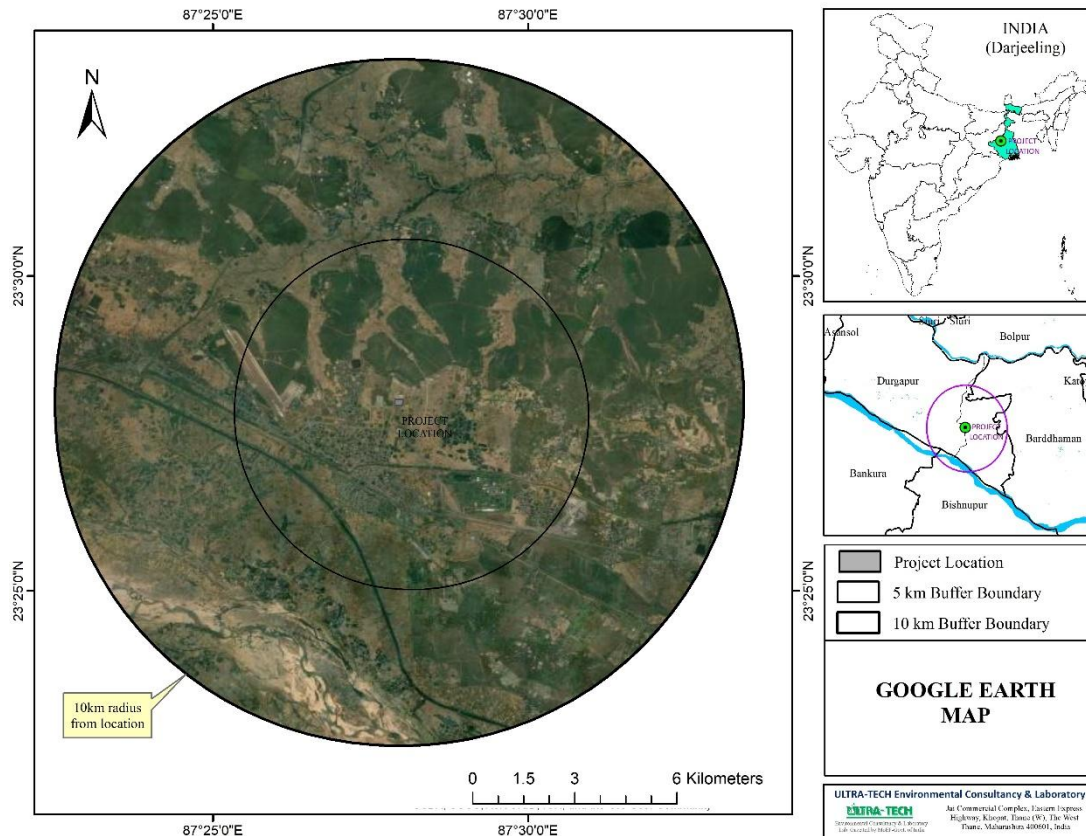 87°25'0"E
87°30'0"E
N
23°30'0"N
23°30'0"N
23°25'0"N
23°25'0"N
PROJECT
LOCATION
10km radius
from location
0 1.5 3 6 Kilometers
87°25'0"E
87°30'0"E
INDIA
(Darjeeling)
PROJECT
LOCATION
Asansol
Suri
Bolpur
Durgapur
Kato
PROJECT
LOCATION
Barddhaman
Bankura
Bishnupur
Project Location
5 km Buffer Boundary
10 km Buffer Boundary
GOOGLE EARTH
MAP
ULTRA-TECH Environmental Consultancy & Laboratory
ULTRA-TECH
Environmental Consultancy & Laboratory
Jai Commercial Complex, Eastern Express
Highway, Khopat, Thane (W), The West
Thane, Maharashtra 400601, India